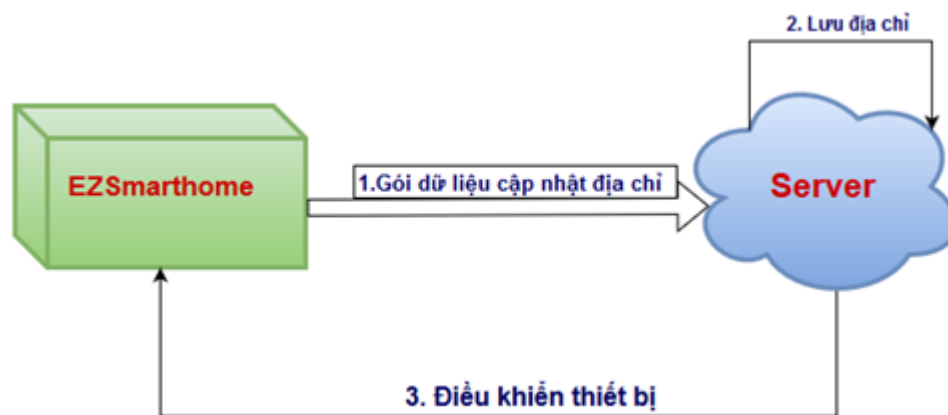 2. Lưu địa chỉ
EZSmarthome
1.Gói dữ liệu cập nhật địa chỉ
Server
3. Điều khiển thiết bị